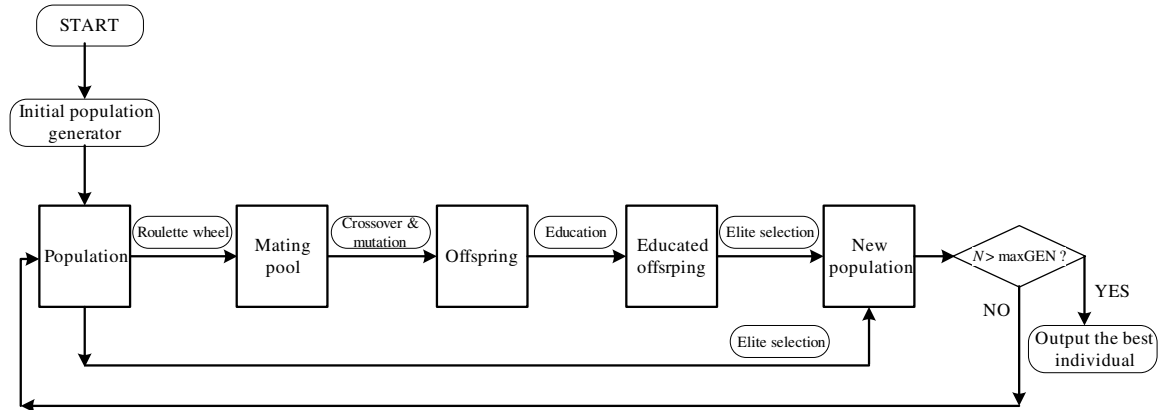 START
Initial population
generator
Population
Roulette wheel
Mating
pool
Crossover &
mutation
Offspring
Education
Educated
offsrping
Elite selection
New
population
N > maxGEN ?
YES
NO
Output the best
individual
Elite selection